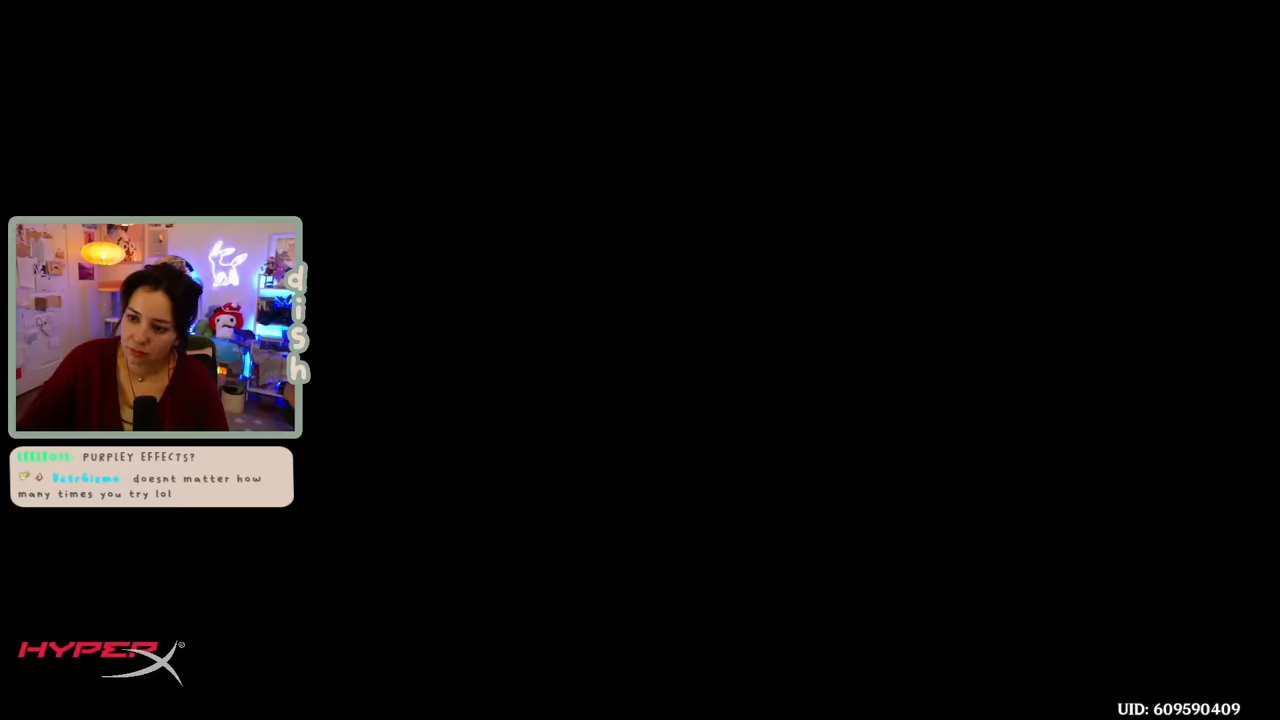 dish
PURPLEY EFFECTS?
doesnt matter how
many times you try lol
HYPERX
UID: 609590409